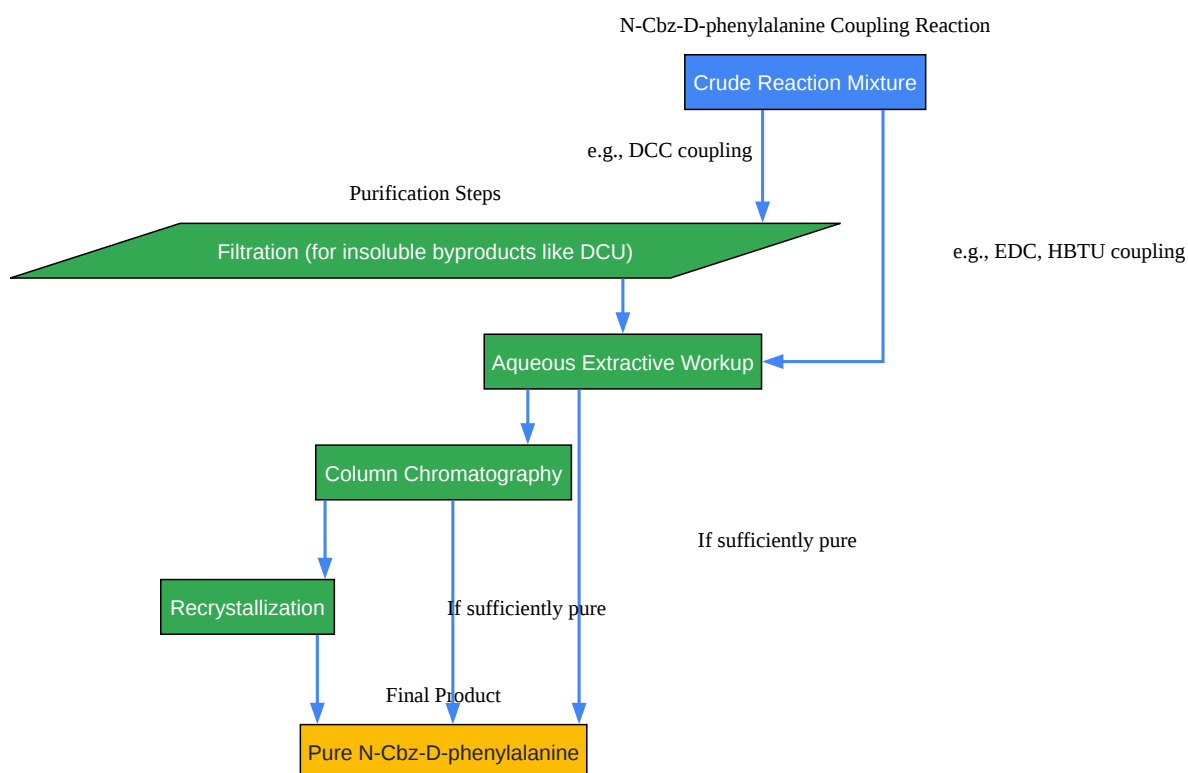 N-Cbz-D-phenylalanine Coupling Reaction
Crude Reaction Mixture
e.g., DCC coupling
Purification Steps
Filtration (for insoluble byproducts like DCU)
e.g., EDC, HBTU coupling
Aqueous Extractive Workup
Column Chromatography
If sufficiently pure
Recrystallization
If sufficiently pure
Final Product
Pure N-Cbz-D-phenylalanine